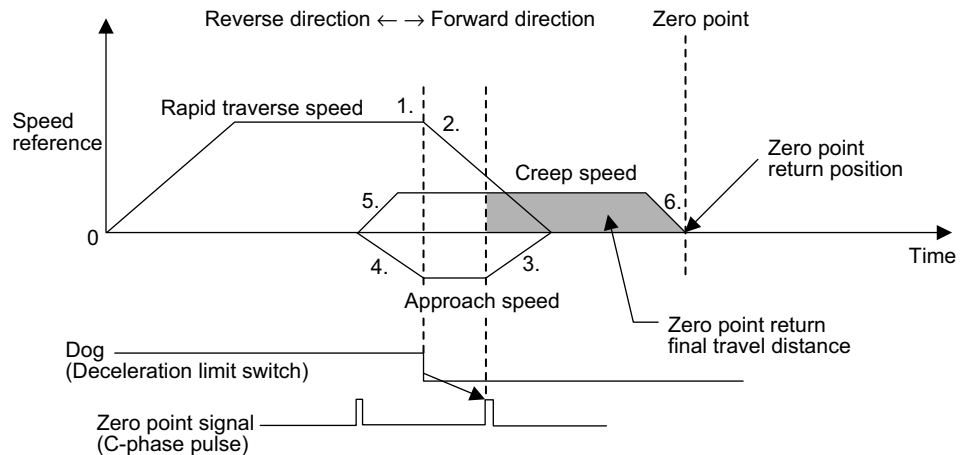 Reverse direction ← → Forward direction
Zero point
Rapid traverse speed
1.
2.
Speed
reference
Zero point
return position
Creep speed
5.
6.
0
Time
4.
3.
Approach speed
Zero point return
final travel distance
Dog
(Deceleration limit switch)
Zero point signal
(C-phase pulse)